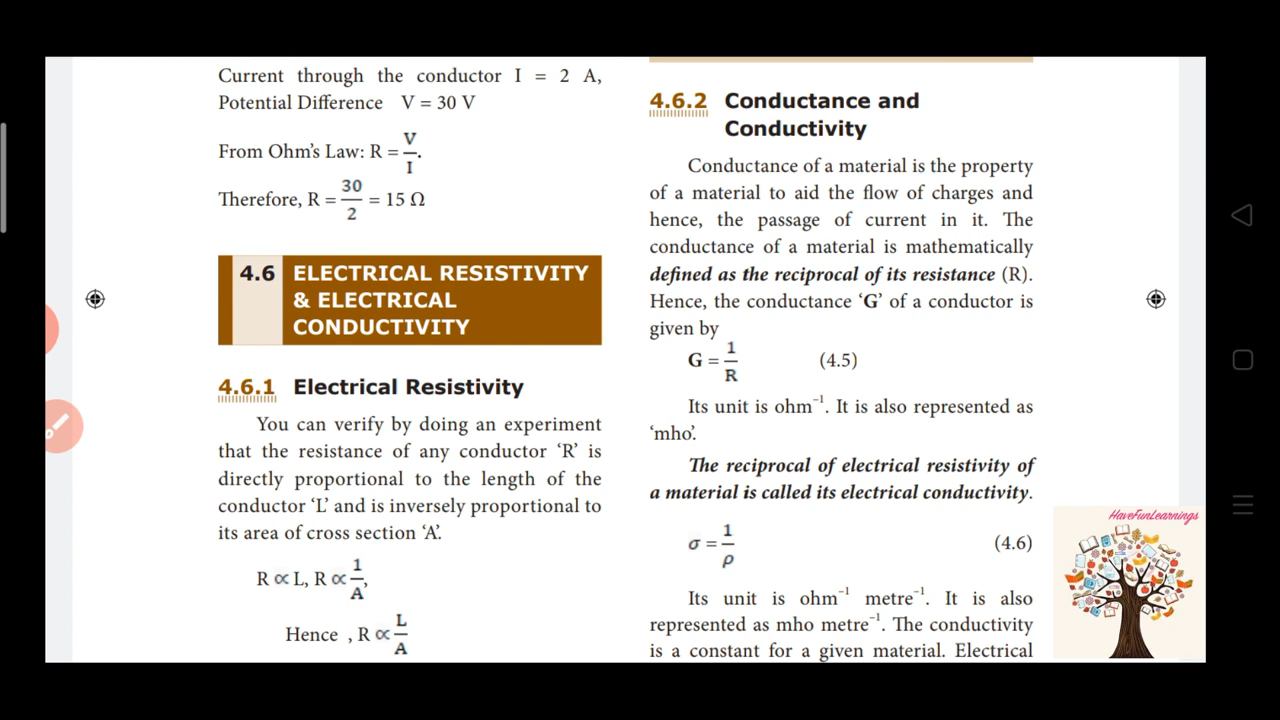 Current through the conductor I = 2 A,
Potential Difference V = 30 V
From Ohm's Law: R = V/I.
Therefore, R = 30/2 = 15 Ω
4.6 ELECTRICAL RESISTIVITY
& ELECTRICAL
CONDUCTIVITY
4.6.1 Electrical Resistivity
You can verify by doing an experiment
that the resistance of any conductor ‘R’ is
directly proportional to the length of the
conductor ‘L’ and is inversely proportional to
its area of cross section ‘A’.
R ∝ L, R ∝ 1/A,
Hence , R ∝ L/A
4.6.2 Conductance and
Conductivity
Conductance of a material is the property
of a material to aid the flow of charges and
hence, the passage of current in it. The
conductance of a material is mathematically
defined as the reciprocal of its resistance (R).
Hence, the conductance ‘G’ of a conductor is
given by
G = 1/R (4.5)
Its unit is ohm⁻¹. It is also represented as
‘mho’.
The reciprocal of electrical resistivity of
a material is called its electrical conductivity.
σ = 1/ρ (4.6)
Its unit is ohm⁻¹ metre⁻¹. It is also
represented as mho metre⁻¹. The conductivity
is a constant for a given material. Electrical
HaveFunLearnings